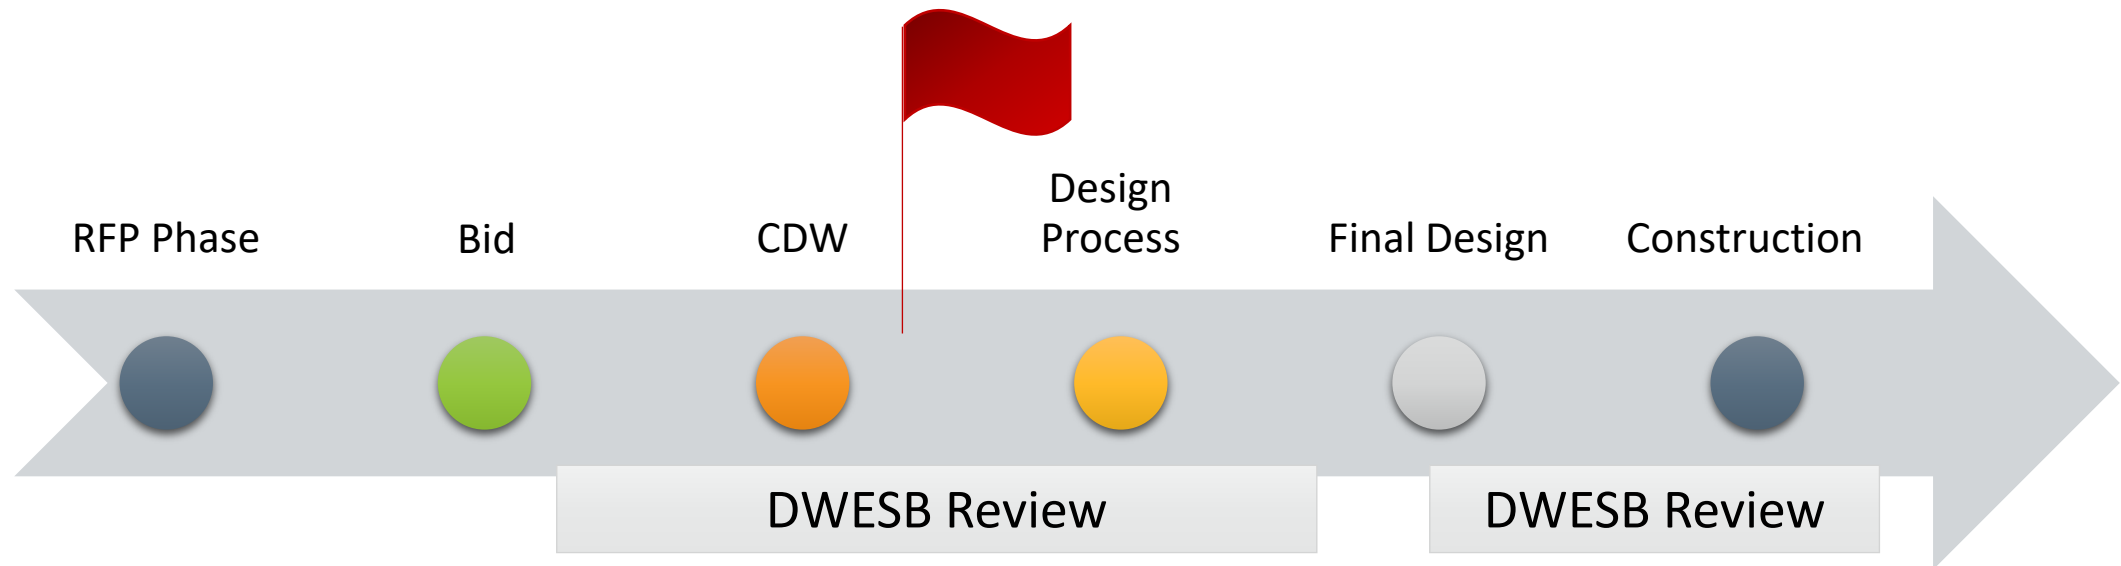 RFP Phase
Bid
CDW
Design
Process
Final Design
Construction
DWESB Review
DWESB Review